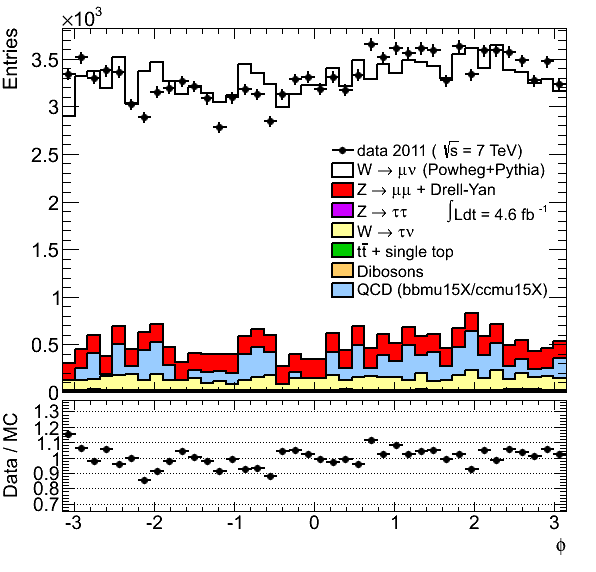 ×10³
Entries
3.5
3
2.5
2
1.5
1
0.5
0
data 2011 ( √s = 7 TeV)
W → μν (Powheg+Pythia)
Z → μμ + Drell-Yan
Z → ττ
∫Ldt = 4.6 fb⁻¹
W → τν
tt̄ + single top
Dibosons
QCD (bbmu15X/ccmu15X)
Data / MC
1.3
1.2
1.1
1
0.9
0.8
0.7
-3 -2 -1 0 1 2 3
ϕ